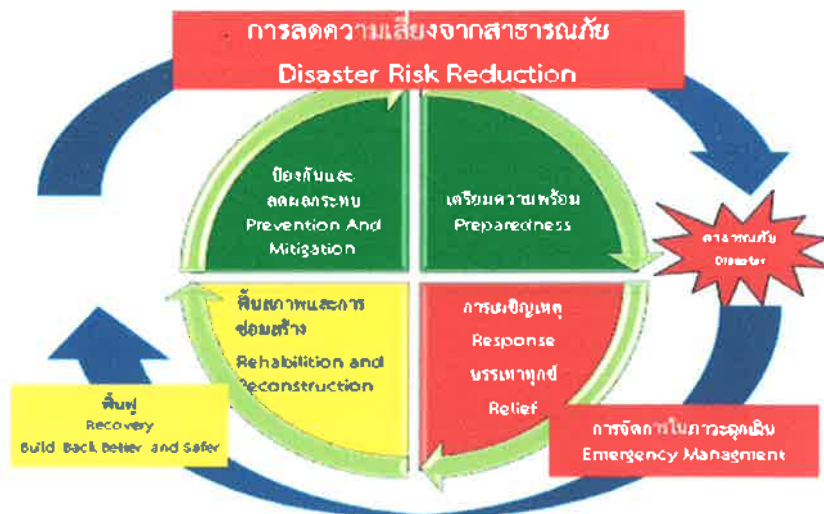 การลดความเสี่ยงจากสาธารณภัย
Disaster Risk Reduction
ป้องกันและ
ลดผลกระทบ
Prevention And
Mitigation
เตรียมความพร้อม
Preparedness
สาธารณภัย
Disaster
ฟื้นสภาพและการ
ซ่อมสร้าง
Rehabilition and
Reconstruction
การเผชิญเหตุ
Response
บรรเทาทุกข์
Relief
ฟื้นฟู
Recovery
Build Back Better and Safer
การจัดการในภาวะฉุกเฉิน
Emergency Managment